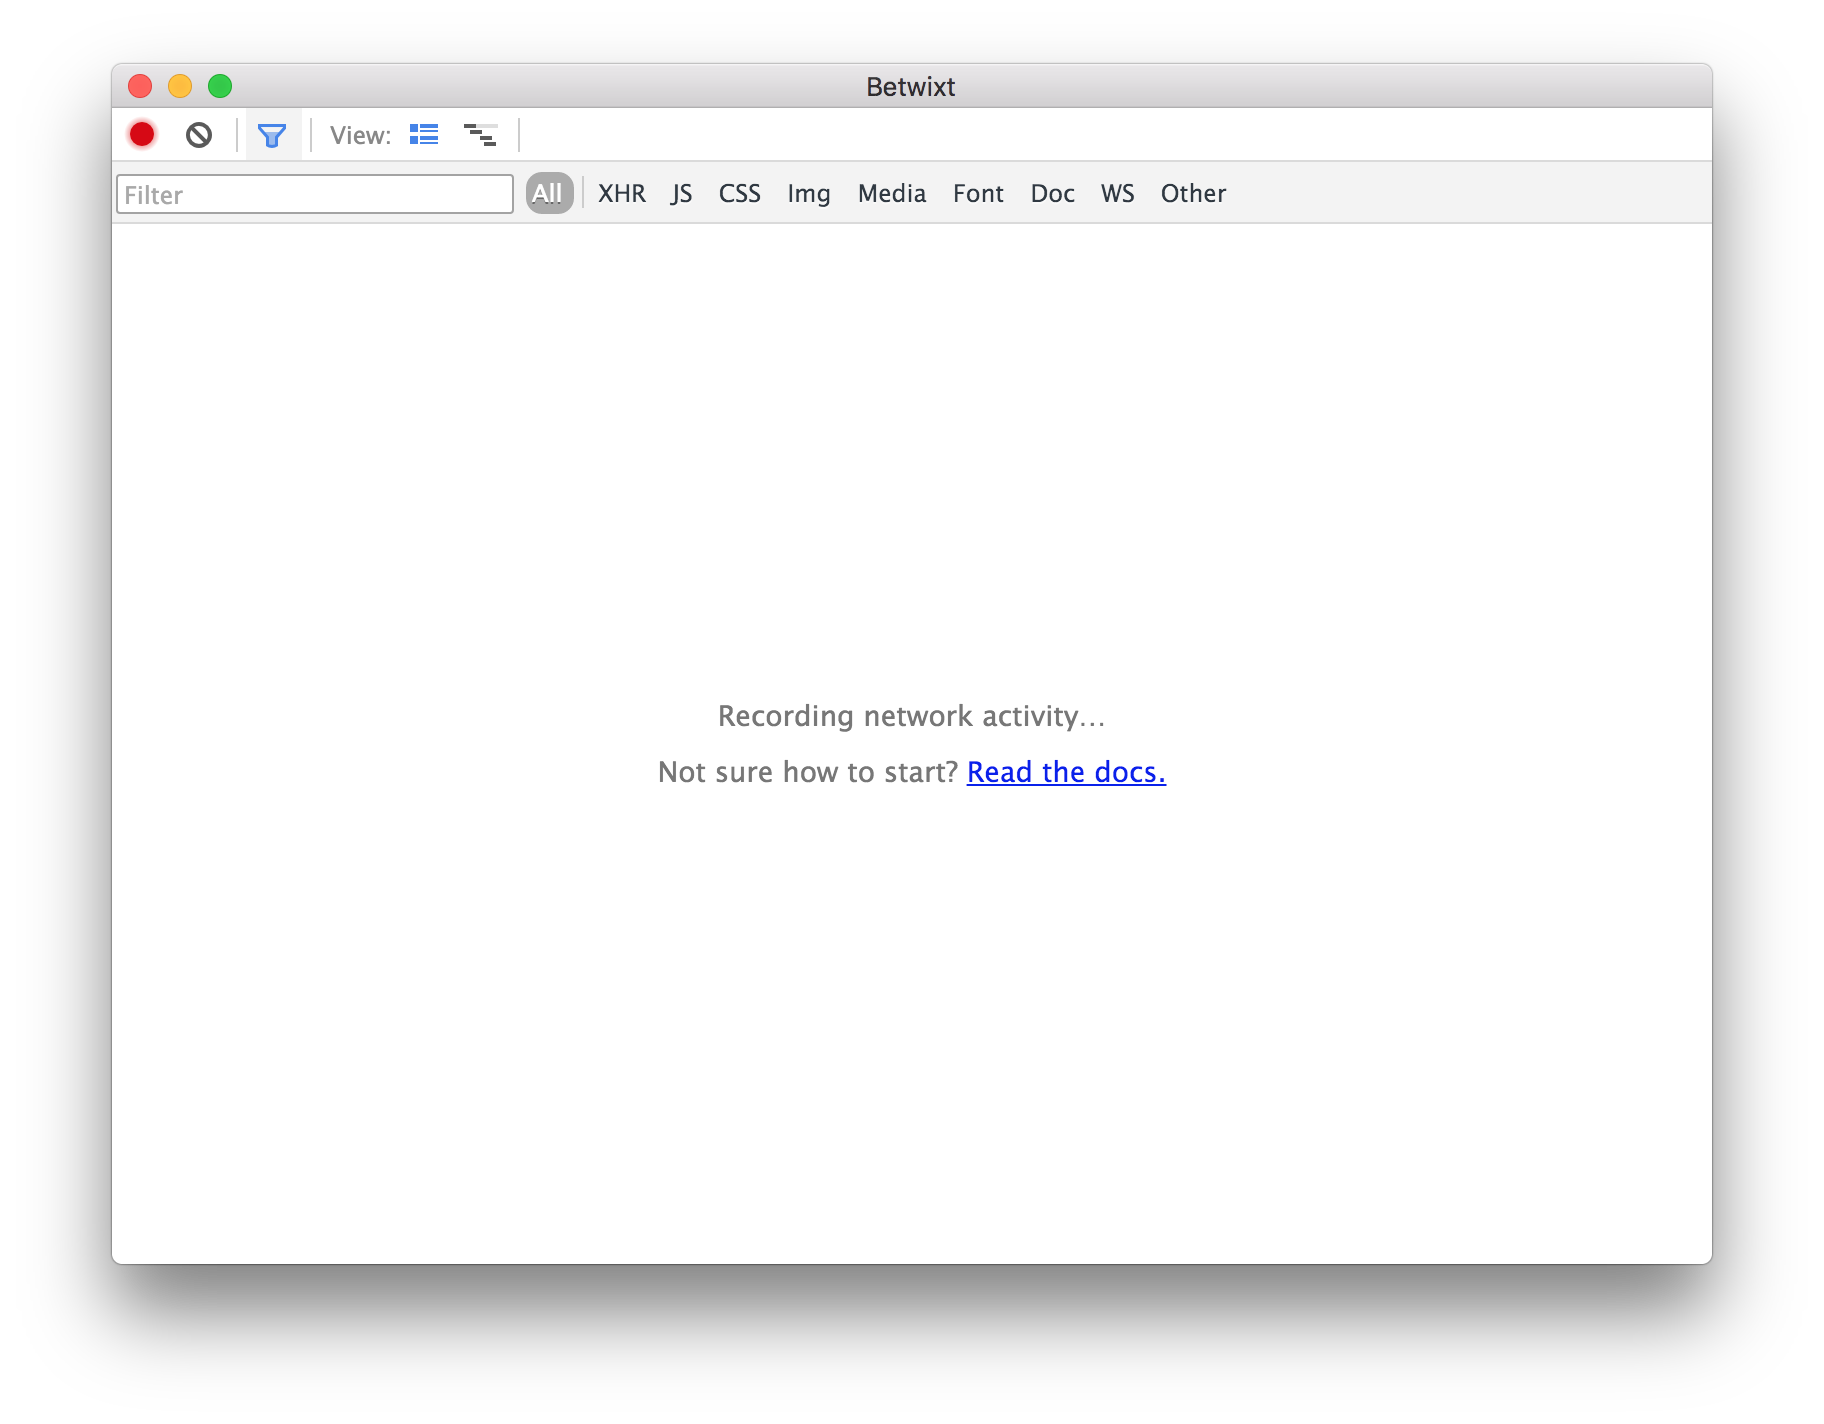 Betwixt
View:
Filter All XHR JS CSS Img Media Font Doc WS Other
Recording network activity…
Not sure how to start? Read the docs.